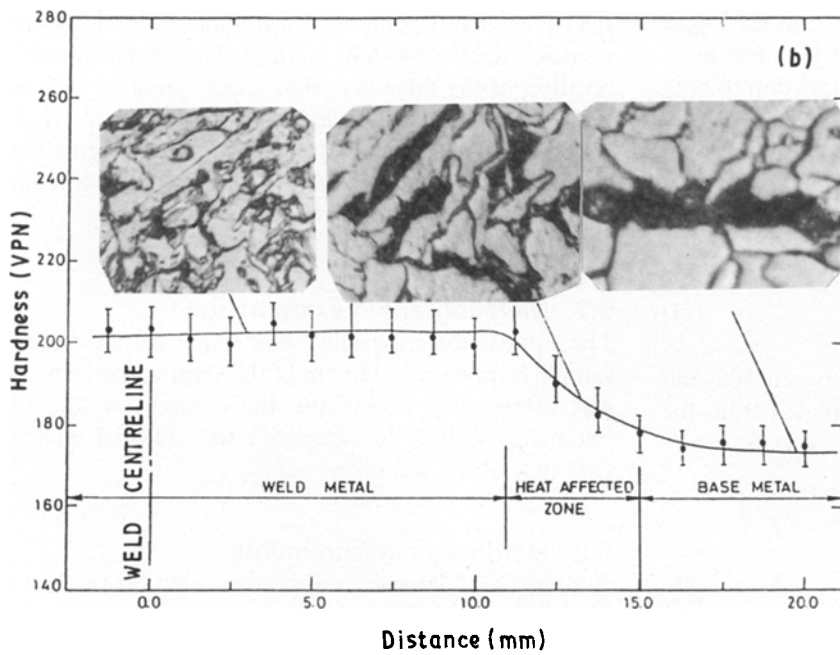 (b)
280
260
240
220
200
180
160
140
Hardness (VPN)
WELD CENTRELINE
WELD METAL
HEAT AFFECTED
ZONE
BASE METAL
0.0
5.0
10.0
15.0
20.0
Distance (mm)